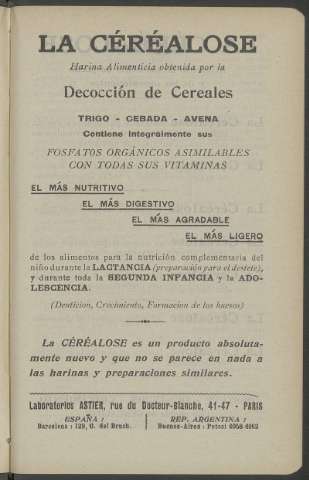 LA CÉRÉALOSE
Harina Alimenticia obtenida por la
Decocción de Cereales
TRIGO - CEBADA - AVENA
Contiene integralmente sus
FOSFATOS ORGÁNICOS ASIMILABLES
CON TODAS SUS VITAMINAS
EL MÁS NUTRITIVO
EL MÁS DIGESTIVO
EL MÁS AGRADABLE
EL MÁS LIGERO
de los alimentos para la nutrición complementaria del
niño durante la LACTANCIA (preparación para el destete),
y durante toda la SEGUNDA INFANCIA y la ADO-
LESCENCIA.
(Denticion, Crecimiento, Formacion de los huesos)
La CÉRÉALOSE es un producto absoluta-
mente nuevo y que no se parece en nada a
las harinas y preparaciones similares.
Laboratorios ASTIER, rue du Docteur-Blanche, 41-47 - PARIS
ESPAÑA :
Barcelona : 129, C. del Bruch.
REP. ARGENTINA :
Buenos-Aires : Potosi